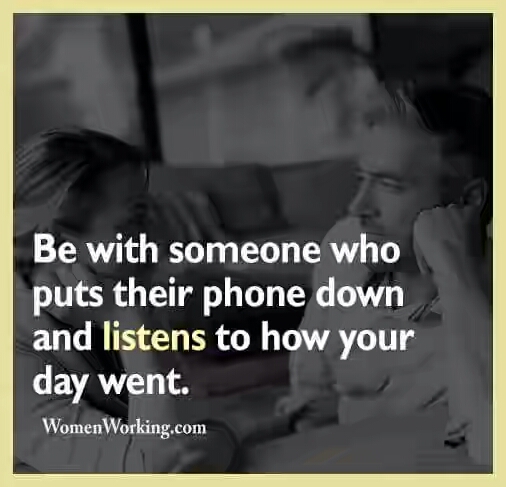 Be with someone who
puts their phone down
and listens to how your
day went.
WomenWorking.com